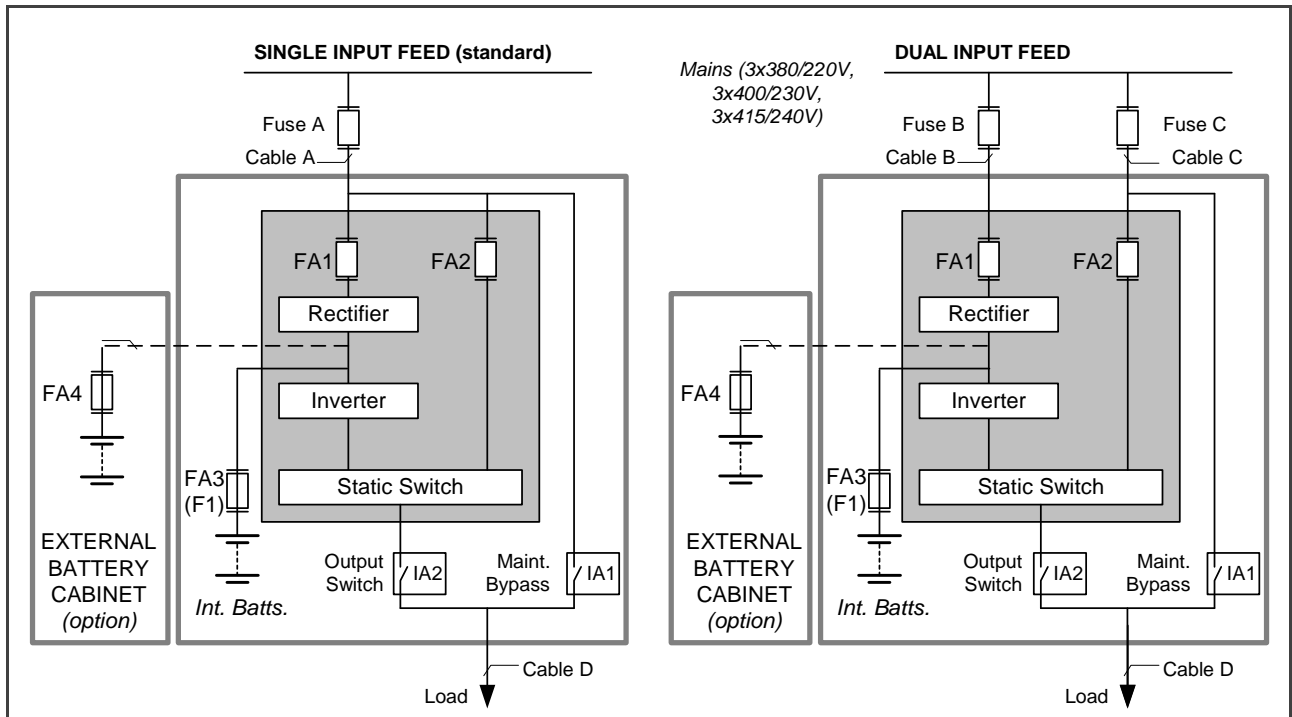 SINGLE INPUT FEED (standard)
Fuse A
Cable A
FA1
FA2
Rectifier
FA4
Inverter
FA3
(F1)
Static Switch
EXTERNAL
BATTERY
CABINET
(option)
Int. Batts.
Output
Switch
IA2
Maint.
Bypass
IA1
Cable D
Load
Mains (3x380/220V,
3x400/230V,
3x415/240V)
DUAL INPUT FEED
Fuse B
Cable B
Fuse C
Cable C
FA1
FA2
Rectifier
FA4
Inverter
FA3
(F1)
Static Switch
EXTERNAL
BATTERY
CABINET
(option)
Int. Batts.
Output
Switch
IA2
Maint.
Bypass
IA1
Cable D
Load